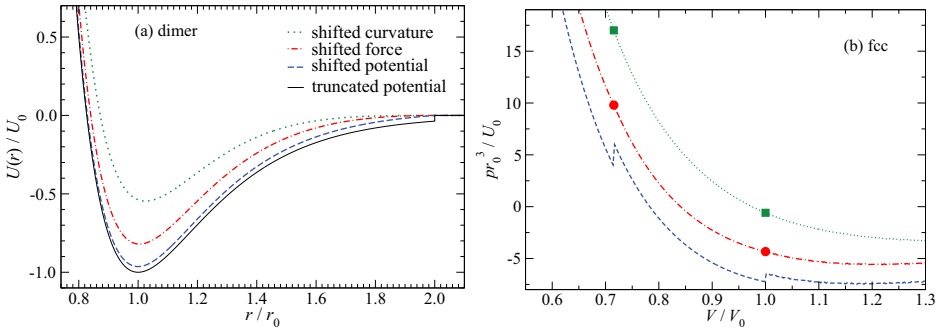 (a) dimer
shifted curvature
shifted force
shifted potential
truncated potential
0.5
0.0
-0.5
-1.0
U(r) / U0
0.8 1.0 1.2 1.4 1.6 1.8 2.0
r / r0
(b) fcc
15
10
5
0
-5
pr0^3 / U0
0.6 0.7 0.8 0.9 1.0 1.1 1.2 1.3
V / V0